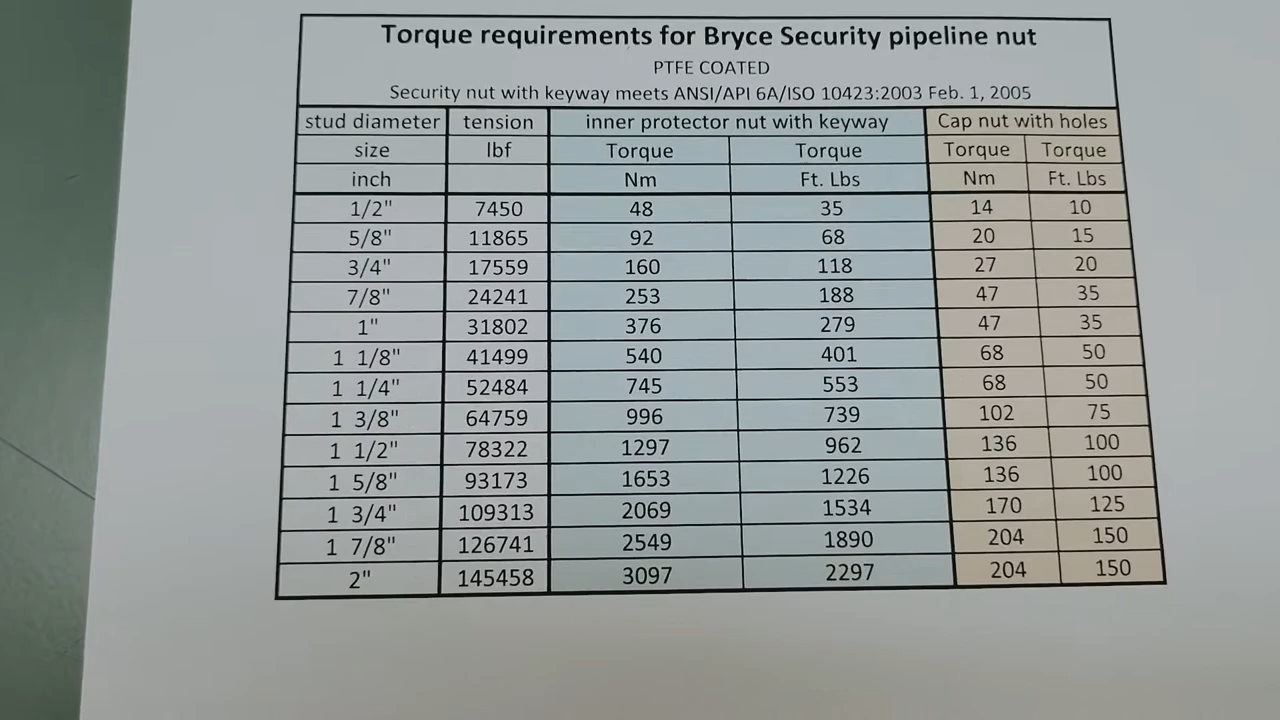 Torque requirements for Bryce Security pipeline nut
PTFE COATED
Security nut with keyway meets ANSI/API 6A/ISO 10423:2003 Feb. 1, 2005
stud diameter tension inner protector nut with keyway Cap nut with holes
size lbf Torque Torque Torque Torque
inch Nm Ft. Lbs Nm Ft. Lbs
1/2" 7450 48 35 14 10
5/8" 11865 92 68 20 15
3/4" 17559 160 118 27 20
7/8" 24241 253 188 47 35
1" 31802 376 279 47 35
1 1/8" 41499 540 401 68 50
1 1/4" 52484 745 553 68 50
1 3/8" 64759 996 739 102 75
1 1/2" 78322 1297 962 136 100
1 5/8" 93173 1653 1226 136 100
1 3/4" 109313 2069 1534 170 125
1 7/8" 126741 2549 1890 204 150
2" 145458 3097 2297 204 150